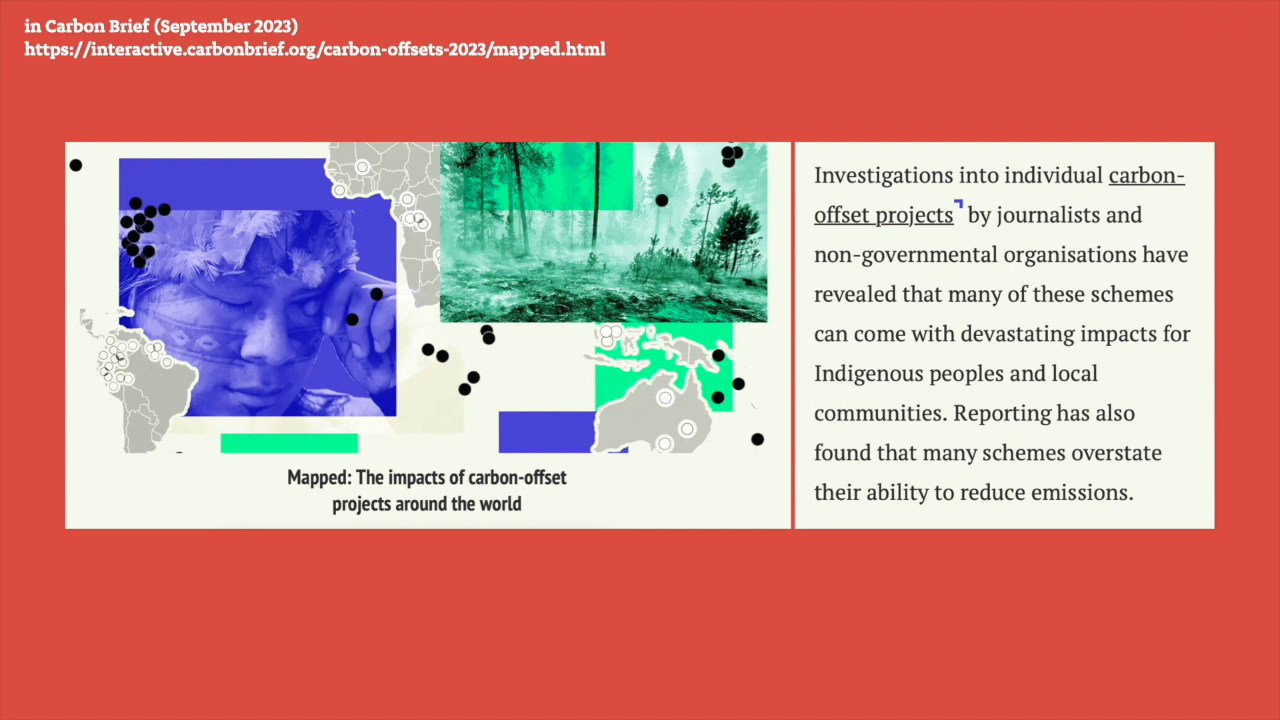 in Carbon Brief (September 2023)
https://interactive.carbonbrief.org/carbon-offsets-2023/mapped.html
Mapped: The impacts of carbon-offset
projects around the world
Investigations into individual carbon-
offset projects by journalists and
non-governmental organisations have
revealed that many of these schemes
can come with devastating impacts for
Indigenous peoples and local
communities. Reporting has also
found that many schemes overstate
their ability to reduce emissions.